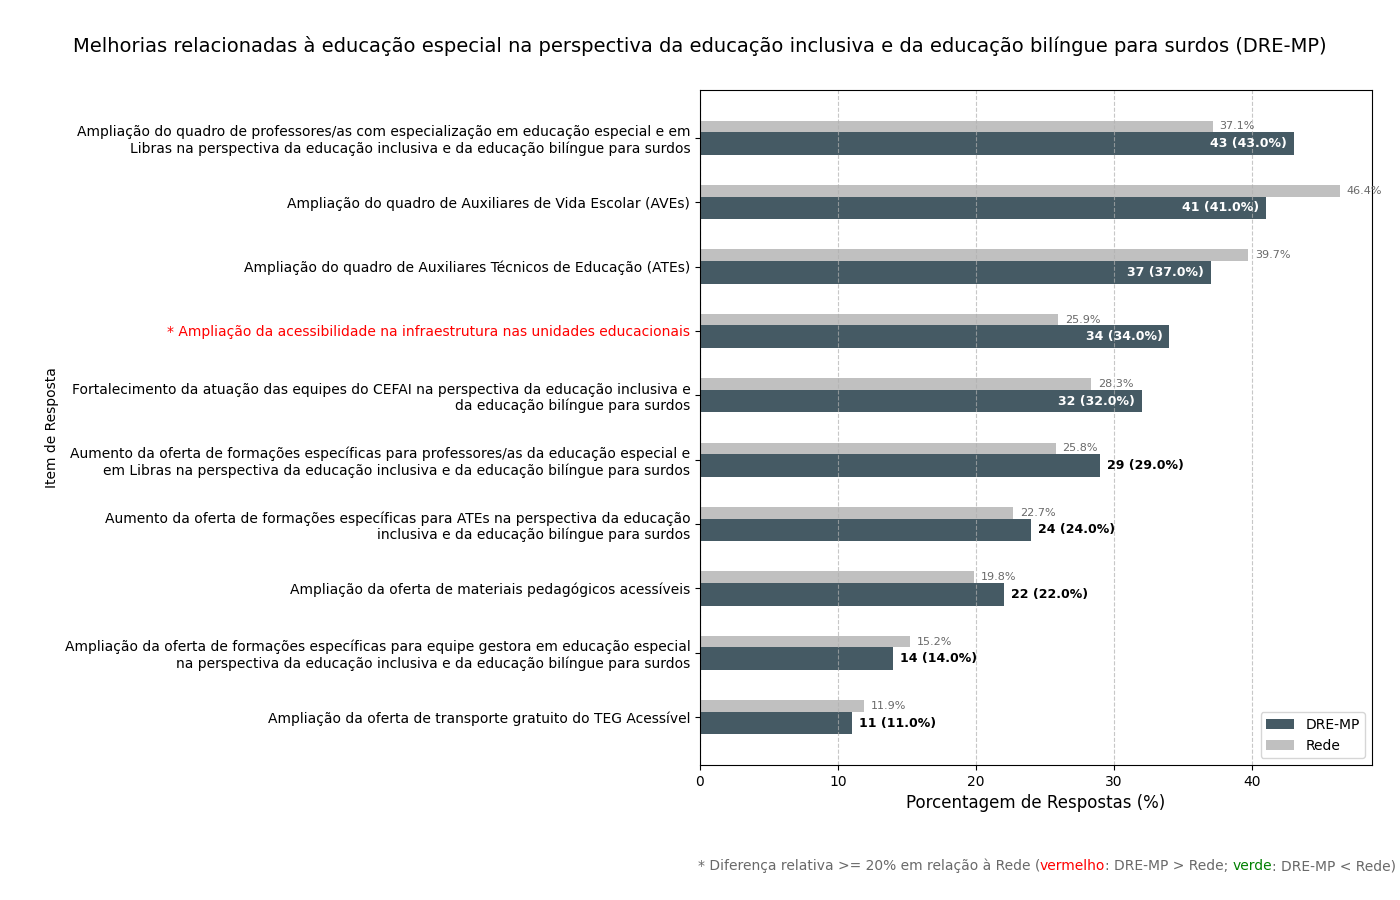 Melhorias relacionadas à educação especial na perspectiva da educação inclusiva e da educação bilíngue para surdos (DRE-MP)
Item de Resposta
Ampliação do quadro de professores/as com especialização em educação especial e em
Libras na perspectiva da educação inclusiva e da educação bilíngue para surdos
37.1%
43 (43.0%)
Ampliação do quadro de Auxiliares de Vida Escolar (AVEs)
46.4%
41 (41.0%)
Ampliação do quadro de Auxiliares Técnicos de Educação (ATEs)
39.7%
37 (37.0%)
* Ampliação da acessibilidade na infraestrutura nas unidades educacionais
25.9%
34 (34.0%)
Fortalecimento da atuação das equipes do CEFAI na perspectiva da educação inclusiva e
da educação bilíngue para surdos
28.3%
32 (32.0%)
Aumento da oferta de formações específicas para professores/as da educação especial e
em Libras na perspectiva da educação inclusiva e da educação bilíngue para surdos
25.8%
29 (29.0%)
Aumento da oferta de formações específicas para ATEs na perspectiva da educação
inclusiva e da educação bilíngue para surdos
22.7%
24 (24.0%)
Ampliação da oferta de materiais pedagógicos acessíveis
19.8%
22 (22.0%)
Ampliação da oferta de formações específicas para equipe gestora em educação especial
na perspectiva da educação inclusiva e da educação bilíngue para surdos
15.2%
14 (14.0%)
Ampliação da oferta de transporte gratuito do TEG Acessível
11.9%
11 (11.0%)
DRE-MP
Rede
0 10 20 30 40
Porcentagem de Respostas (%)
* Diferença relativa >= 20% em relação à Rede (vermelho: DRE-MP > Rede; verde: DRE-MP < Rede)